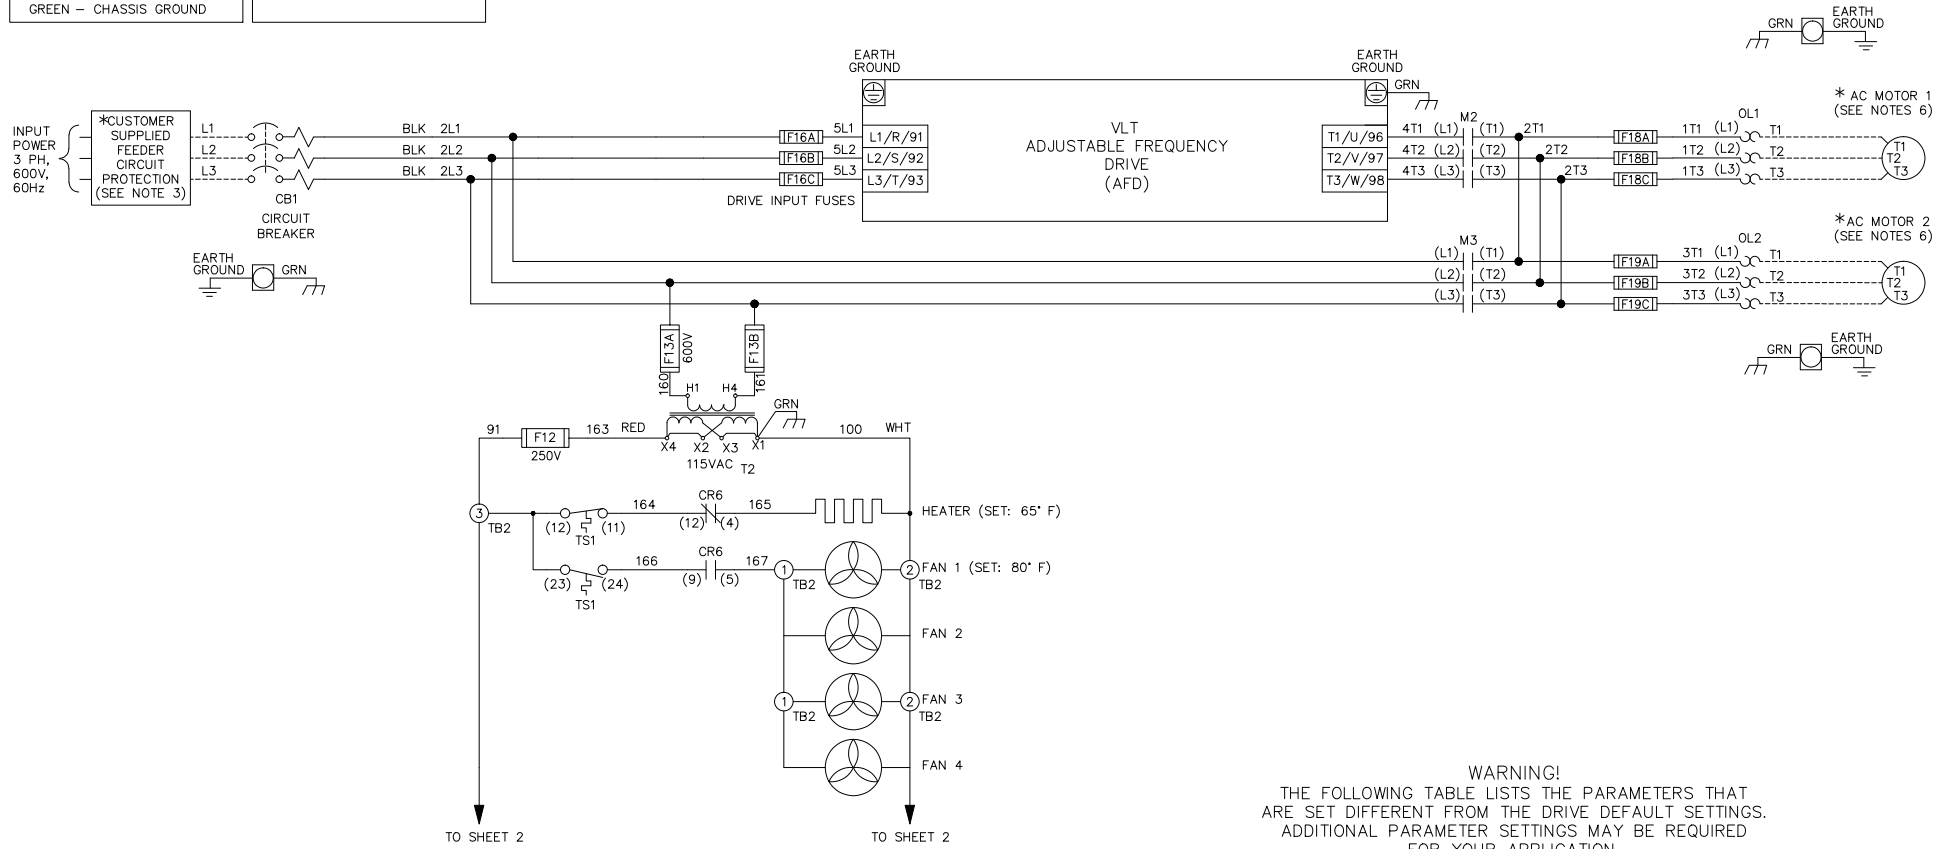 GREEN – CHASSIS GROUND
GRN
EARTH
GROUND
EARTH
GROUND
EARTH
GROUND
GRN
INPUT
POWER
3 PH,
600V,
60Hz
*CUSTOMER
SUPPLIED
FEEDER
CIRCUIT
PROTECTION
(SEE NOTE 3)
L1
L2
L3
CB1
CIRCUIT
BREAKER
BLK 2L1
BLK 2L2
BLK 2L3
F16A 5L1 L1/R/91
F16B 5L2 L2/S/92
F16C 5L3 L3/T/93
DRIVE INPUT FUSES
VLT
ADJUSTABLE FREQUENCY
DRIVE
(AFD)
T1/U/96 4T1 (L1) M2 (T1) 2T1
T2/V/97 4T2 (L2) (T2) 2T2
T3/W/98 4T3 (L3) (T3) 2T3
OL1
F18A 1T1 (L1) T1
F18B 1T2 (L2) T2
F18C 1T3 (L3) T3
* AC MOTOR 1
(SEE NOTES 6)
T1
T2
T3
EARTH
GROUND
GRN
M3
(L1) (T1)
(L2) (T2)
(L3) (T3)
OL2
F19A 3T1 (L1) T1
F19B 3T2 (L2) T2
F19C 3T3 (L3) T3
* AC MOTOR 2
(SEE NOTES 6)
T1
T2
T3
GRN
EARTH
GROUND
F13A
600V
F13B
160
H1 H4
161
GRN
91 F12 163 RED
250V
X4 X2 X3 X1
100 WHT
115VAC T2
3
TB2
(12) (11)
TS1
164
CR6
(12) (4)
165
HEATER (SET: 65° F)
(23) (24)
TS1
166
CR6
(9) (5)
167
1
TB2
2
TB2
FAN 1 (SET: 80° F)
FAN 2
1
TB2
2
TB2
FAN 3
FAN 4
TO SHEET 2
TO SHEET 2
WARNING!
THE FOLLOWING TABLE LISTS THE PARAMETERS THAT
ARE SET DIFFERENT FROM THE DRIVE DEFAULT SETTINGS.
ADDITIONAL PARAMETER SETTINGS MAY BE REQUIRED
FOR YOUR APPLICATION